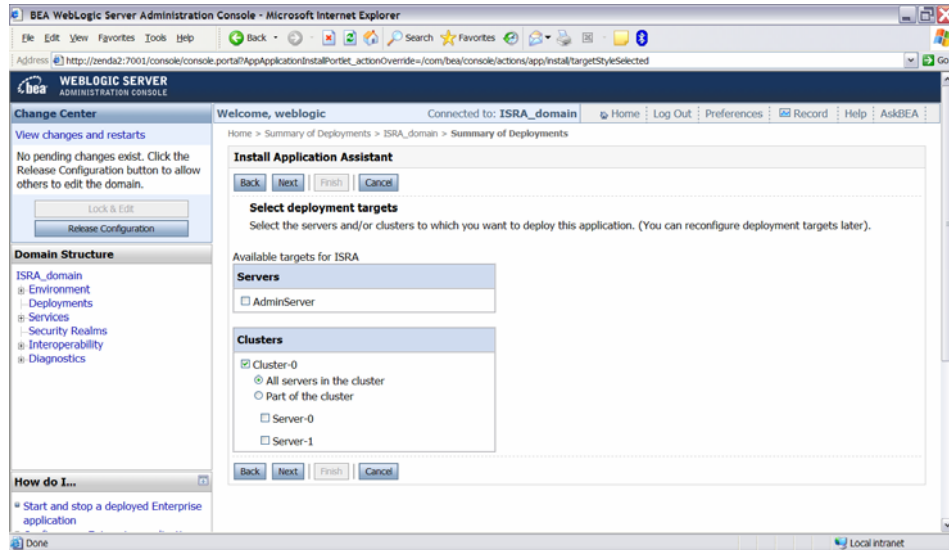 BEA WebLogic Server Administration Console - Microsoft Internet Explorer
File Edit View Favorites Tools Help
Back Search Favorites
Address http://zenda2:7001/console/console.portal?AppApplicationInstallPortlet_actionOverride=/com/bea/console/actions/app/install/targetStyleSelected Go
bea WEBLOGIC SERVER
ADMINISTRATION CONSOLE
Change Center
View changes and restarts
No pending changes exist. Click the
Release Configuration button to allow
others to edit the domain.
Lock & Edit
Release Configuration
Domain Structure
ISRA_domain
Environment
Deployments
Services
Security Realms
Interoperability
Diagnostics
How do I...
Start and stop a deployed Enterprise
application
Welcome, weblogic Connected to: ISRA_domain Home Log Out Preferences Record Help AskBEA
Home > Summary of Deployments > ISRA_domain > Summary of Deployments
Install Application Assistant
Back Next Finish Cancel
Select deployment targets
Select the servers and/or clusters to which you want to deploy this application. (You can reconfigure deployment targets later).
Available targets for ISRA
Servers
AdminServer
Clusters
Cluster-0
All servers in the cluster
Part of the cluster
Server-0
Server-1
Back Next Finish Cancel
Done Local intranet